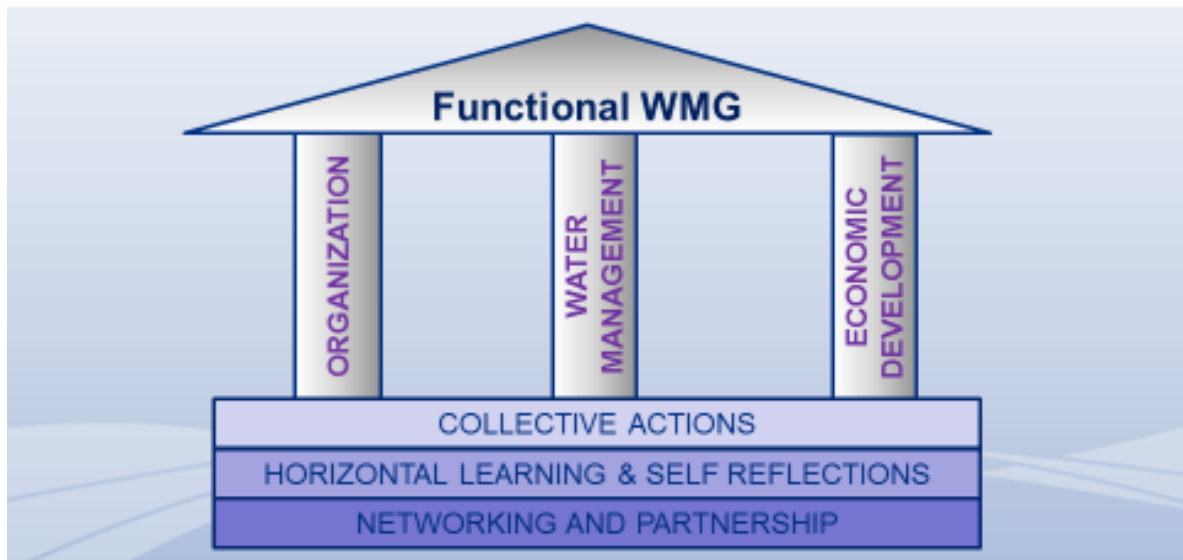 Functional WMG
ORGANIZATION
WATER
MANAGEMENT
ECONOMIC
DEVELOPMENT
COLLECTIVE ACTIONS
HORIZONTAL LEARNING & SELF REFLECTIONS
NETWORKING AND PARTNERSHIP